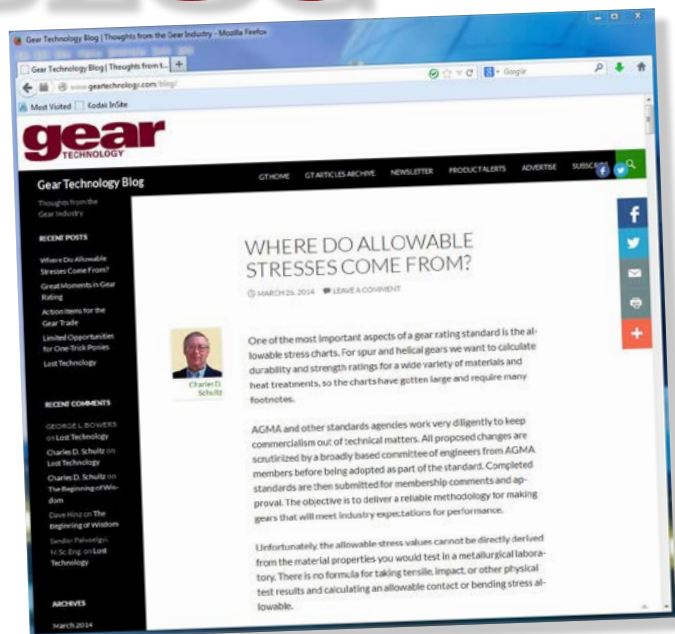 Gear Technology Blog | Thoughts from the Gear Industry - Mozilla Firefox
Gear Technology Blog | Thoughts from t...
www.geartechnology.com/blog/
Google
Most Visited
Kodak InSite
gear
TECHNOLOGY
Gear Technology Blog
GT HOME
GT ARTICLES ARCHIVE
NEWSLETTER
PRODUCT ALERTS
ADVERTISE
Thoughts from the
Gear Industry
RECENT POSTS
Where Do Allowable
Stresses Come From?
Great Moments in Gear
Rating
Action Items for the
Gear Trade
Limited Opportunities
for One-Trick Ponies
Lost Technology
RECENT COMMENTS
GEORGE L. BOWERS
on Lost Technology
Charles D. Schultz on
Lost Technology
Charles D. Schultz on
The Beginning of Wis-
dom
Dave Hinz on The
Beginning of Wisdom
M.Sc.Eng. on Lost
Technology
ARCHIVES
March 2014
WHERE DO ALLOWABLE
STRESSES COME FROM?
MARCH 26, 2014
LEAVE A COMMENT
Charles D.
Schultz
One of the most important aspects of a gear rating standard is the al-
lowable stress charts. For spur and helical gears we want to calculate
durability and strength ratings for a wide variety of materials and
heat treatments, so the charts have gotten large and require many
footnotes.
AGMA and other standards agencies work very diligently to keep
commercialism out of technical matters. All proposed changes are
scrutinized by a broadly based committee of engineers from AGMA
members before being adopted as part of the standard. Completed
standards are then submitted for membership comments and ap-
proval. The objective is to deliver a reliable methodology for making
gears that will meet industry expectations for performance.
Unfortunately, the allowable stress values cannot be directly derived
from the material properties you would test in a metallurgical labora-
tory. There is no formula for taking tensile, impact, or other physical
test results and calculating an allowable contact or bending stress al-
lowable.